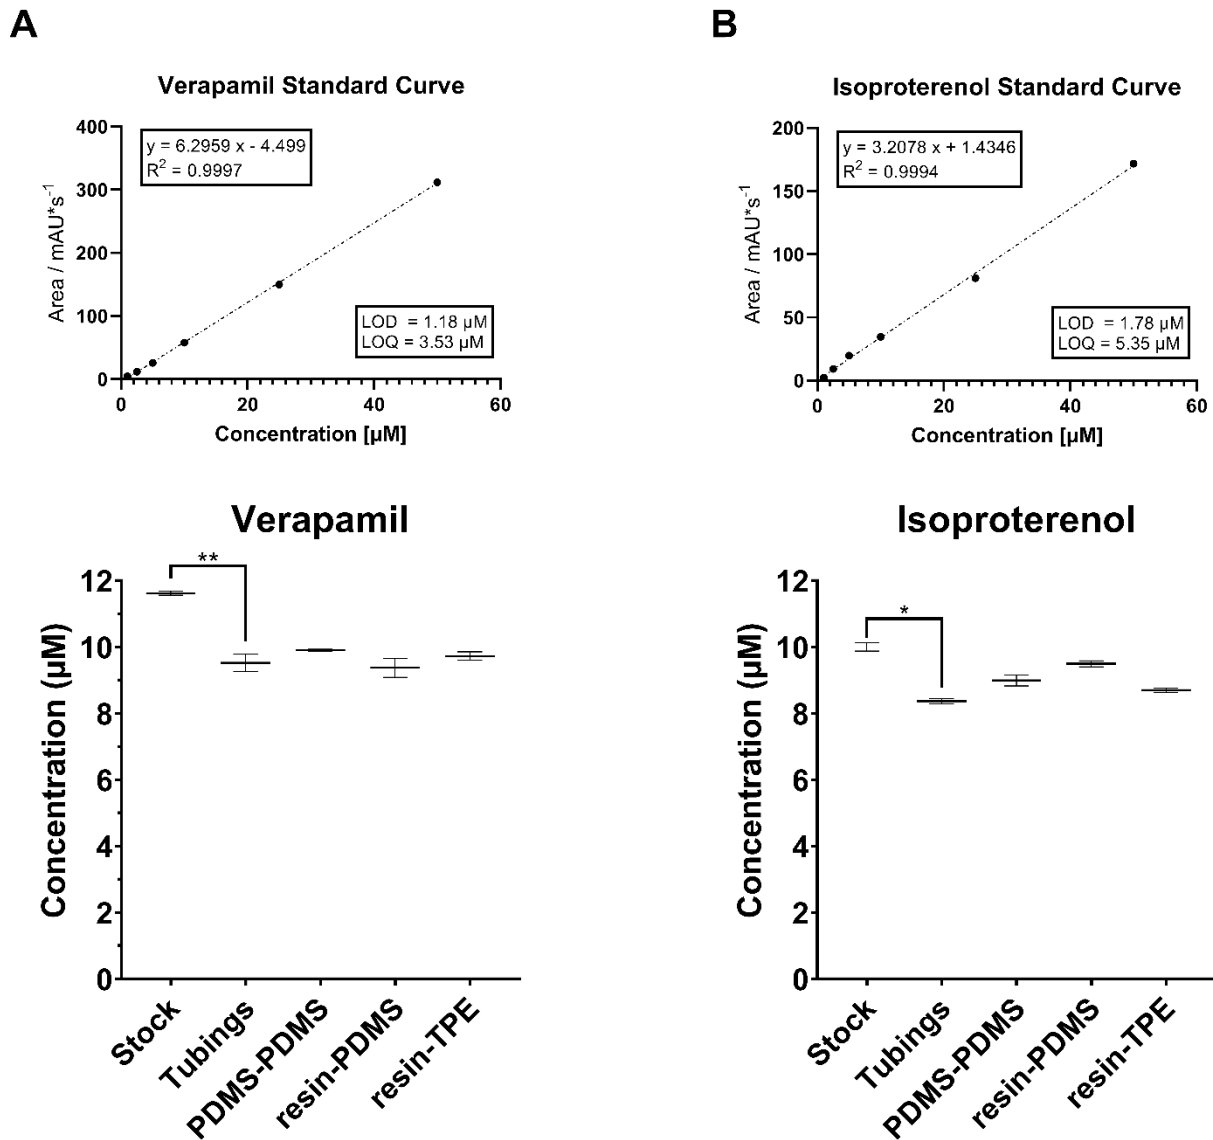 A
Verapamil Standard Curve
y = 6.2959 x - 4.499
R² = 0.9997
LOD = 1.18 µM
LOQ = 3.53 µM
Area / mAU*s⁻¹
400
300
200
100
0
0 20 40 60
Concentration [µM]
B
Isoproterenol Standard Curve
y = 3.2078 x + 1.4346
R² = 0.9994
LOD = 1.78 µM
LOQ = 5.35 µM
Area / mAU*s⁻¹
200
150
100
50
0
0 20 40 60
Concentration [µM]
Verapamil
**
Concentration (µM)
12
10
8
6
4
2
0
Stock
Tubings
PDMS-PDMS
resin-PDMS
resin-TPE
Isoproterenol
*
Concentration (µM)
12
10
8
6
4
2
0
Stock
Tubings
PDMS-PDMS
resin-PDMS
resin-TPE